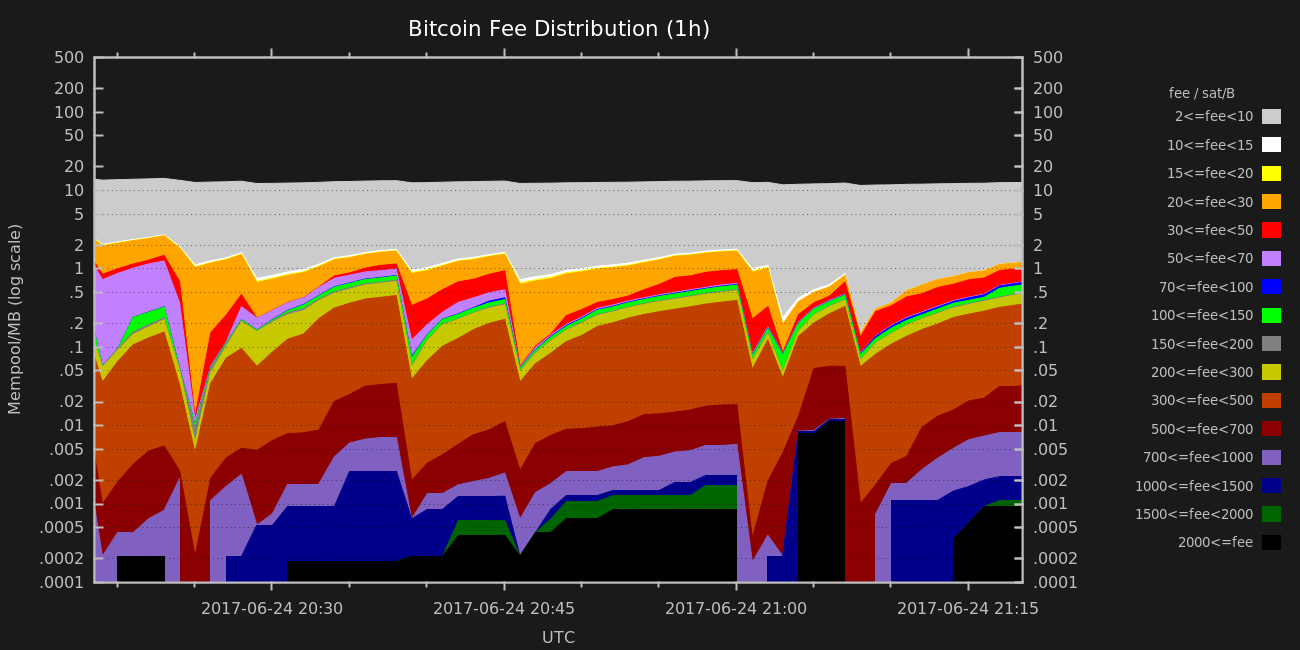 Bitcoin Fee Distribution (1h)
Mempool/MB (log scale)
500
200
100
50
20
10
5
2
1
.5
.2
.1
.05
.02
.01
.005
.002
.001
.0005
.0002
.0001
500
200
100
50
20
10
5
2
1
.5
.2
.1
.05
.02
.01
.005
.002
.001
.0005
.0002
.0001
fee / sat/B
2<=fee<10
10<=fee<15
15<=fee<20
20<=fee<30
30<=fee<50
50<=fee<70
70<=fee<100
100<=fee<150
150<=fee<200
200<=fee<300
300<=fee<500
500<=fee<700
700<=fee<1000
1000<=fee<1500
1500<=fee<2000
2000<=fee
2017-06-24 20:30
2017-06-24 20:45
2017-06-24 21:00
2017-06-24 21:15
UTC